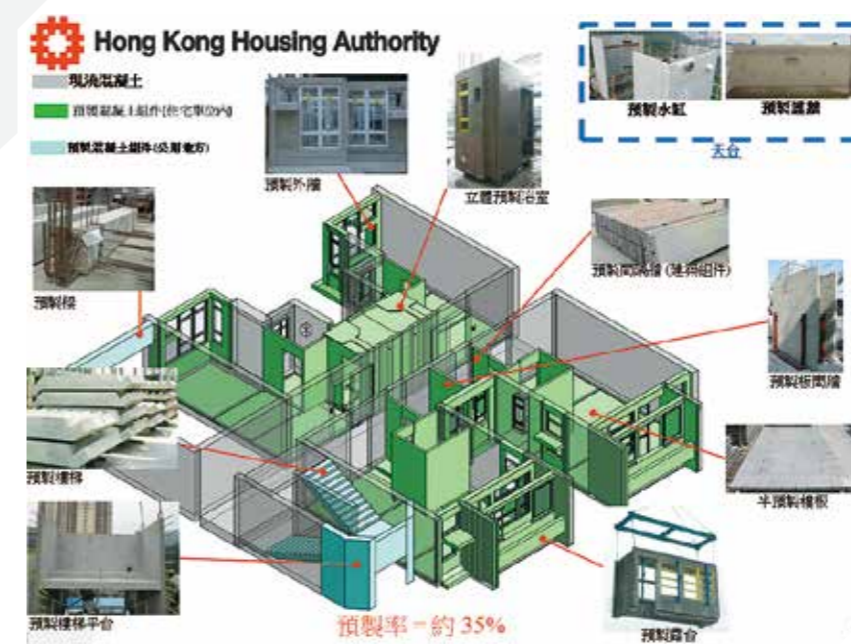 Hong Kong Housing Authority
現澆混凝土
預製混凝土組件(住宅單位內)
預製混凝土組件(公用地方)
預製外牆
立體預製浴室
預製水缸
預製護牆
天台
預製樑
預製間隔牆 (建築組件)
預製板間牆
預製樓梯
半預製樓板
預製樓梯平台
預製露台
預製率 = 約 35%